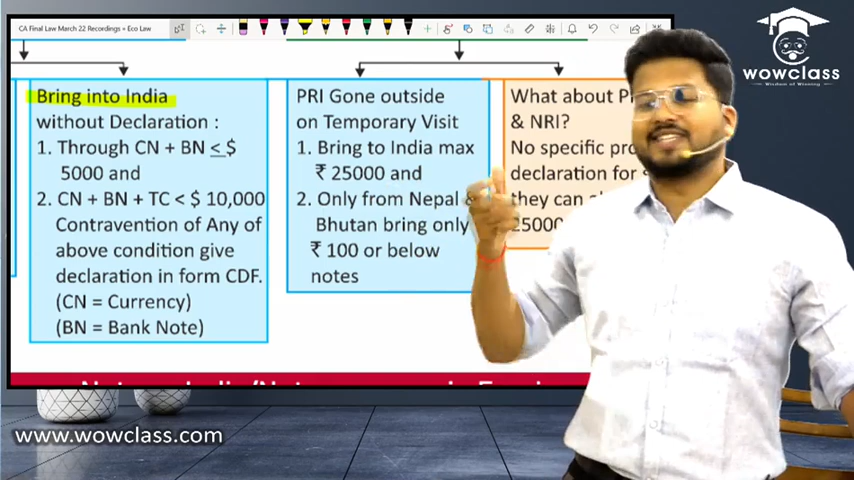 CA Final Law March 22 Recordings + Eco Law
Bring into India
without Declaration :
1. Through CN + BN < $
5000 and
2. CN + BN + TC < $ 10,000
Contravention of Any of
above condition give
declaration in form CDF.
(CN = Currency)
(BN = Bank Note)
PRI Gone outside
on Temporary Visit
1. Bring to India max
₹ 25000 and
2. Only from Nepal &
Bhutan bring only
₹ 100 or below
notes
What about
& NRI?
No specific
declaration for
they can
25000
wowclass
Wisdom of Winning
www.wowclass.com